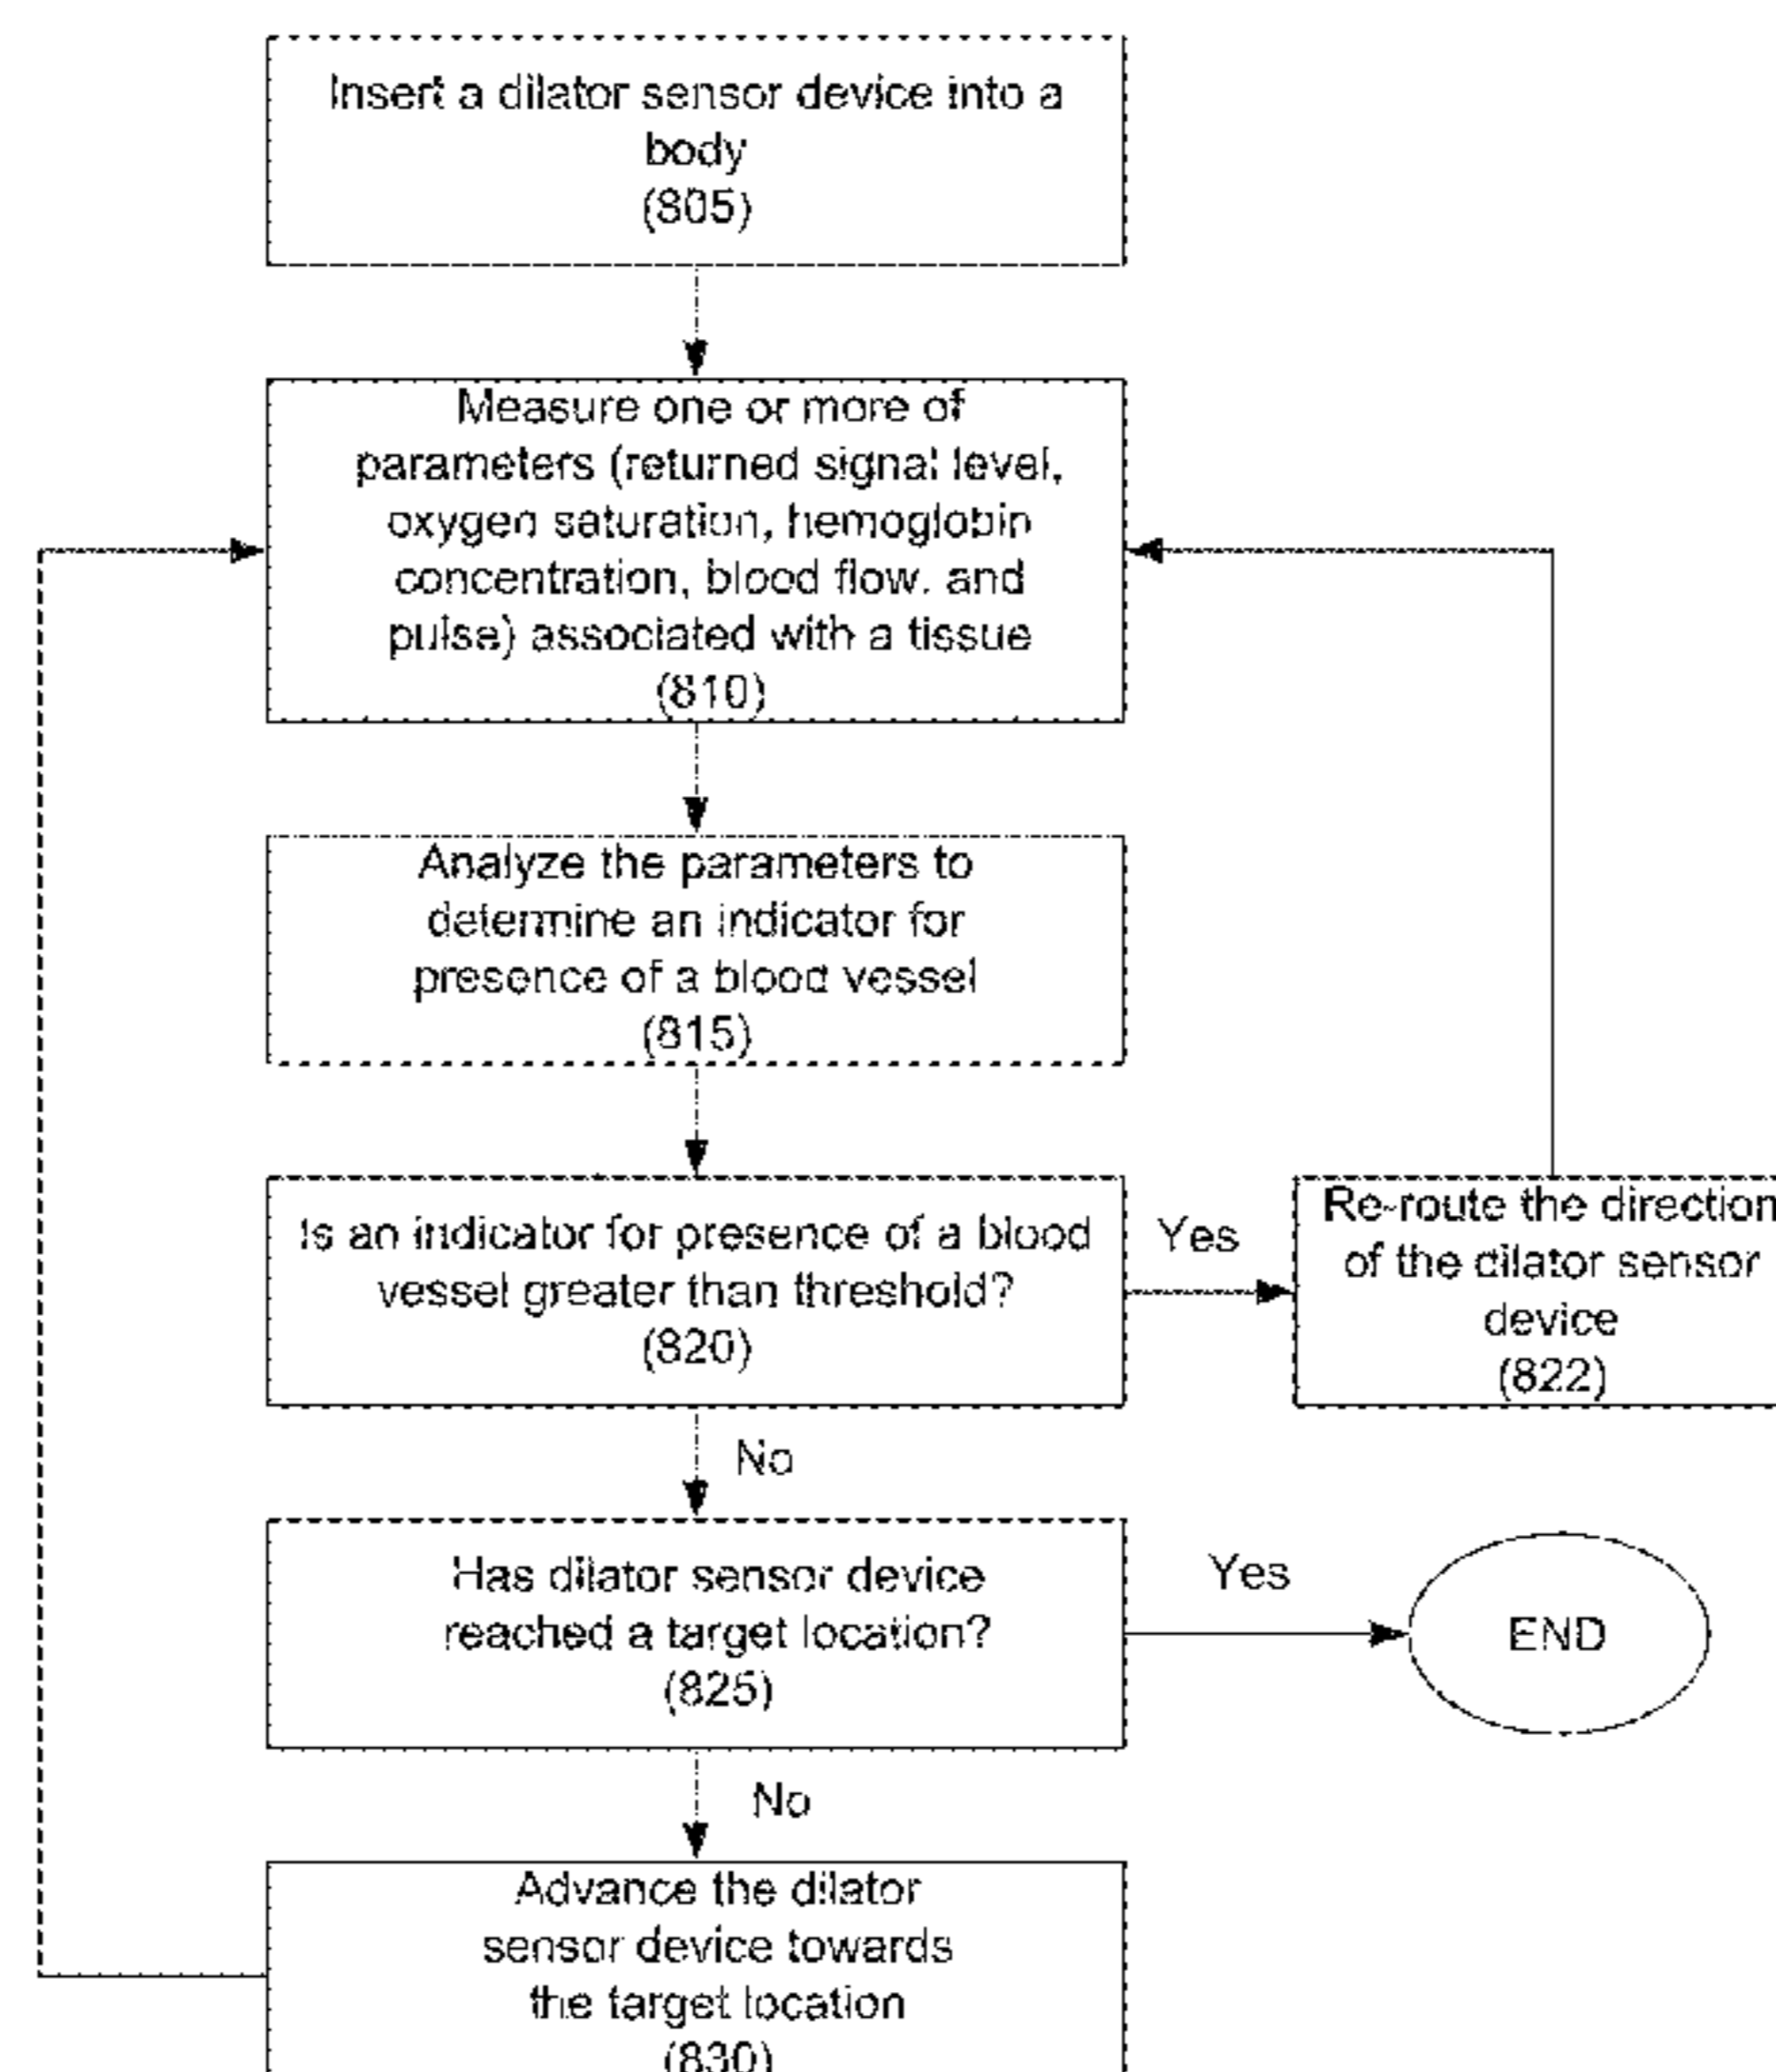 Insert a dilator sensor device into a
body
(805)
Measure one or more of
parameters (returned signal level,
oxygen saturation, hemoglobin
concentration, blood flow, and
pulse) associated with a tissue
(810)
Analyze the parameters to
determine an indicator for
presence of a blood vessel
(815)
Is an indicator for presence of a blood
vessel greater than threshold?
(820)
Yes
Re-route the direction
of the dilator sensor
device
(822)
No
Has dilator sensor device
reached a target location?
(825)
Yes
END
No
Advance the dilator
sensor device towards
the target location
(830)